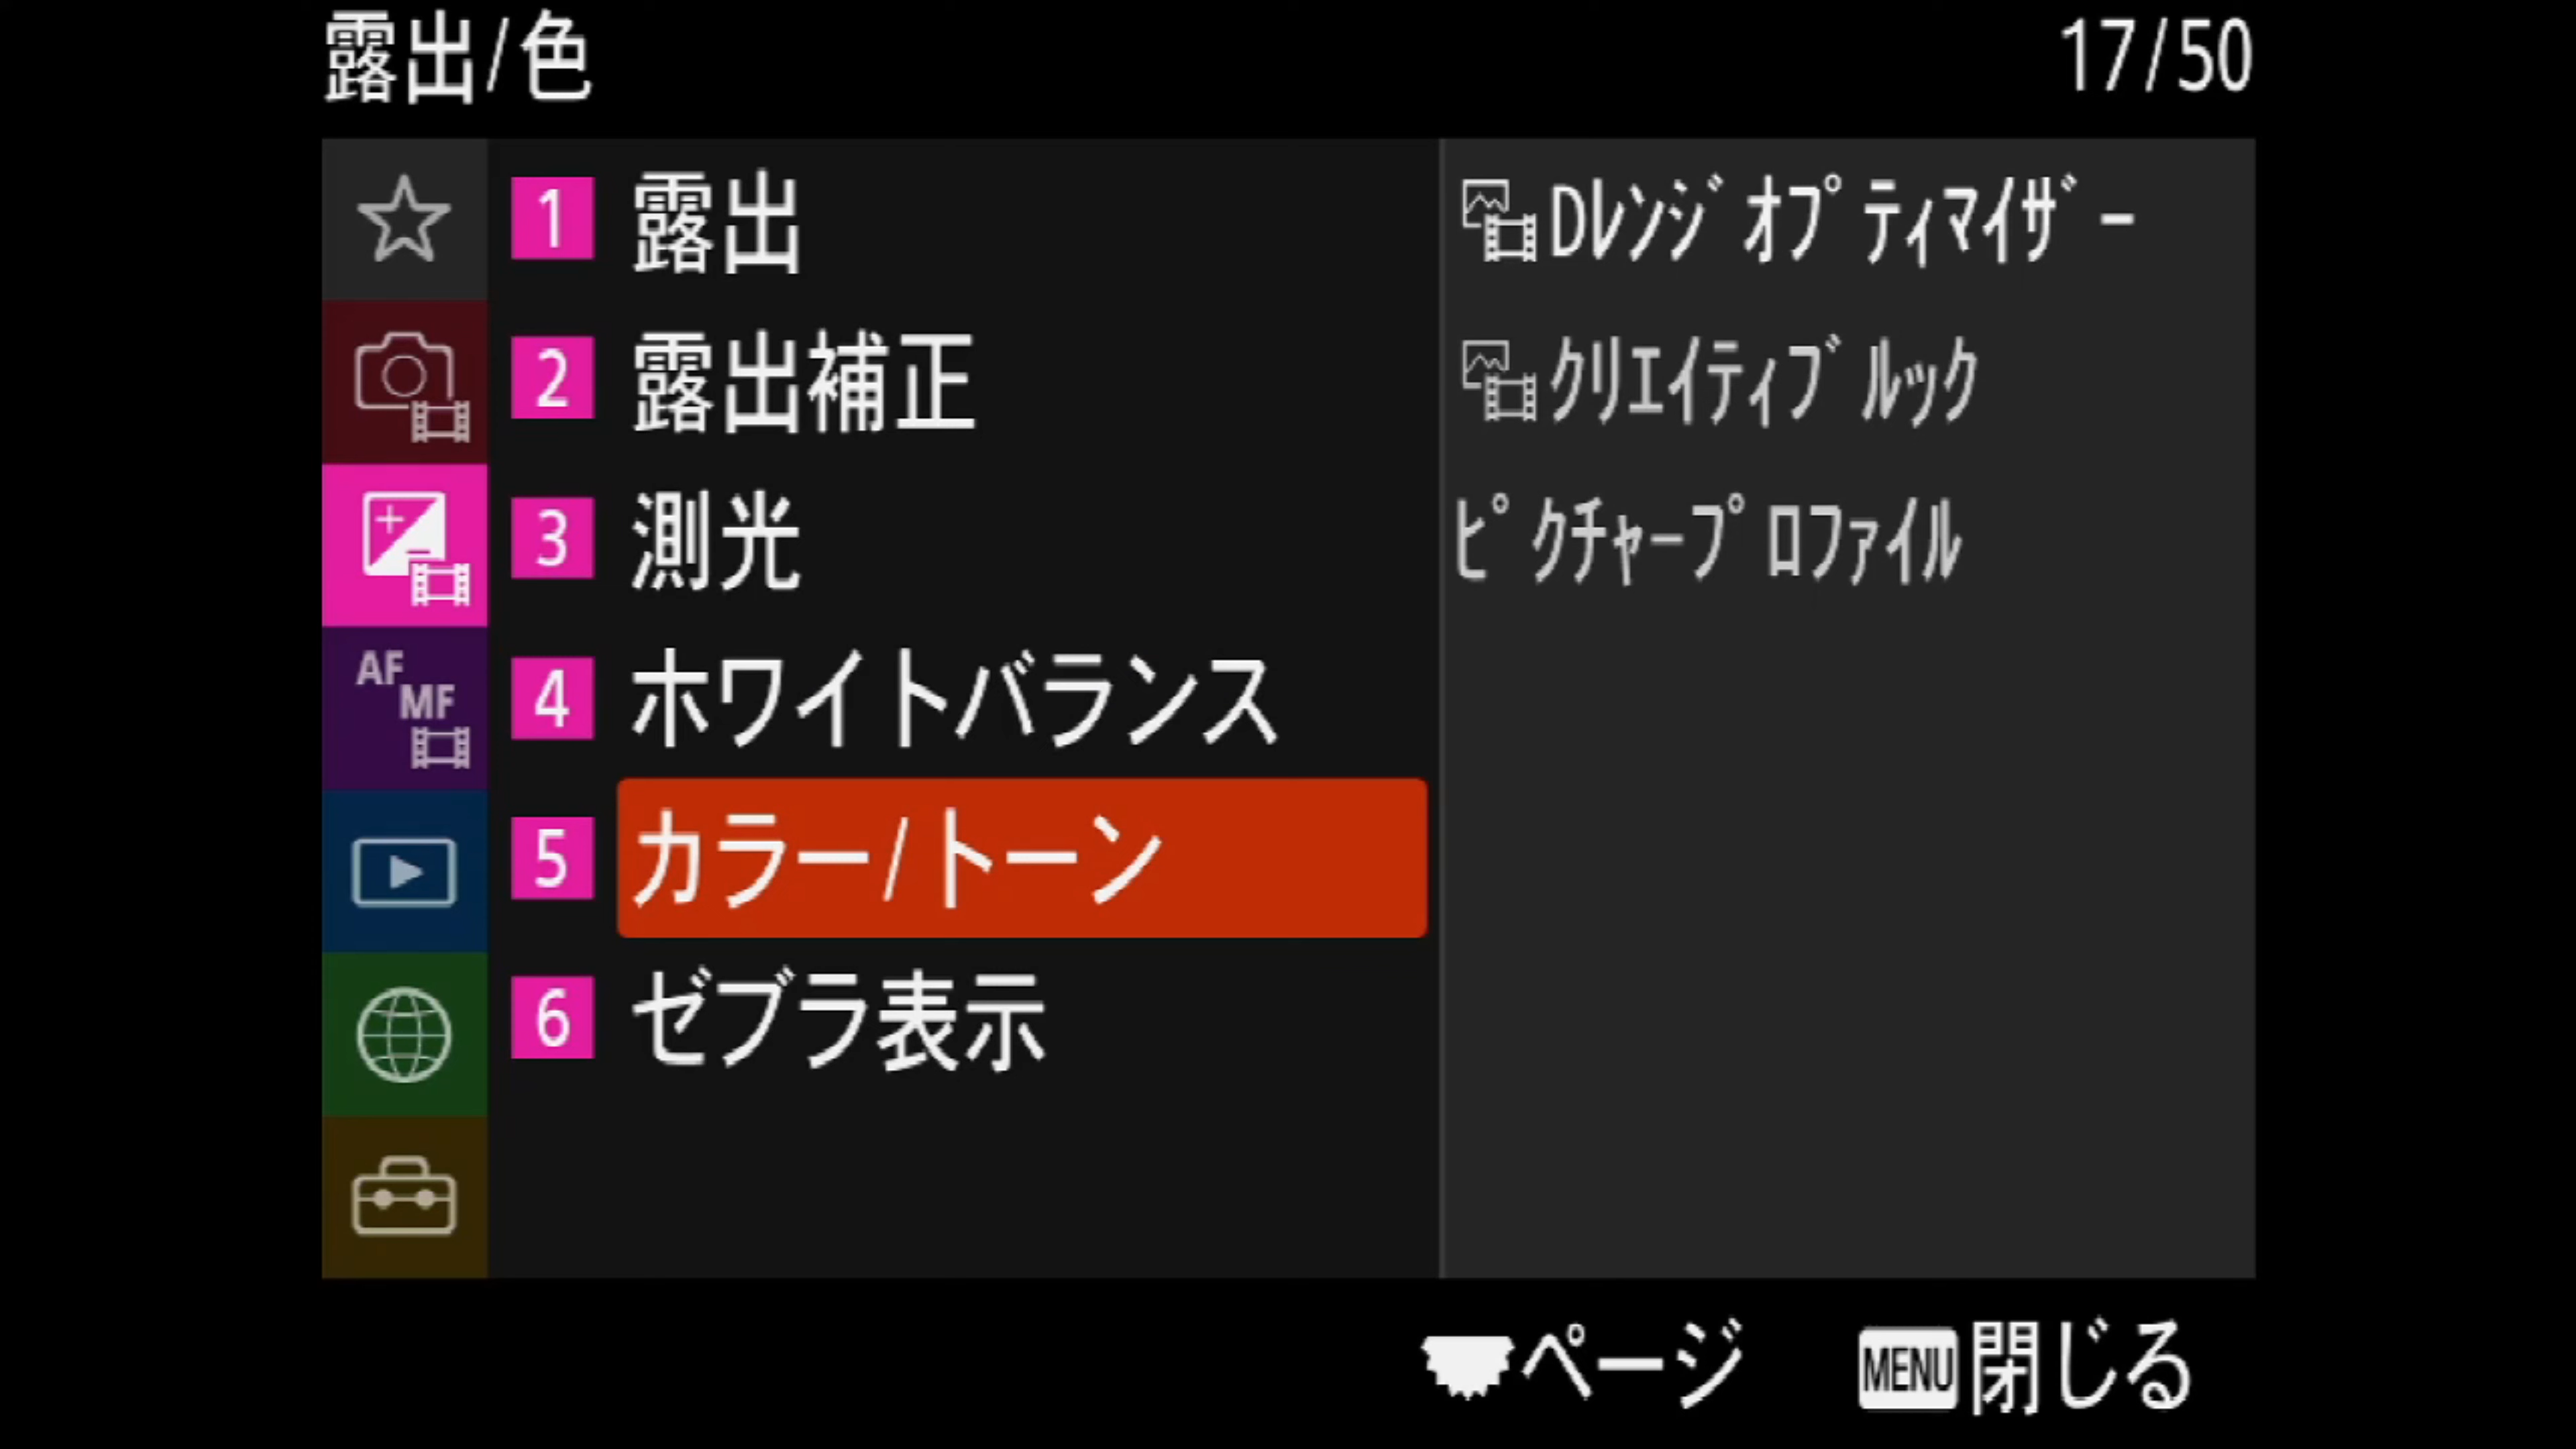 露出/色
17/50
1 露出
2 露出補正
3 測光
4 ホワイトバランス
5 カラー/トーン
6 ゼブラ表示
AF
MF
Dﾚﾝｼﾞｵﾌﾟﾃｨﾏｲｻﾞｰ
ｸﾘｴｲﾃｨﾌﾞﾙｯｸ
ﾋﾟｸﾁｬｰﾌﾟﾛﾌｧｲﾙ
ページ
MENU閉じる